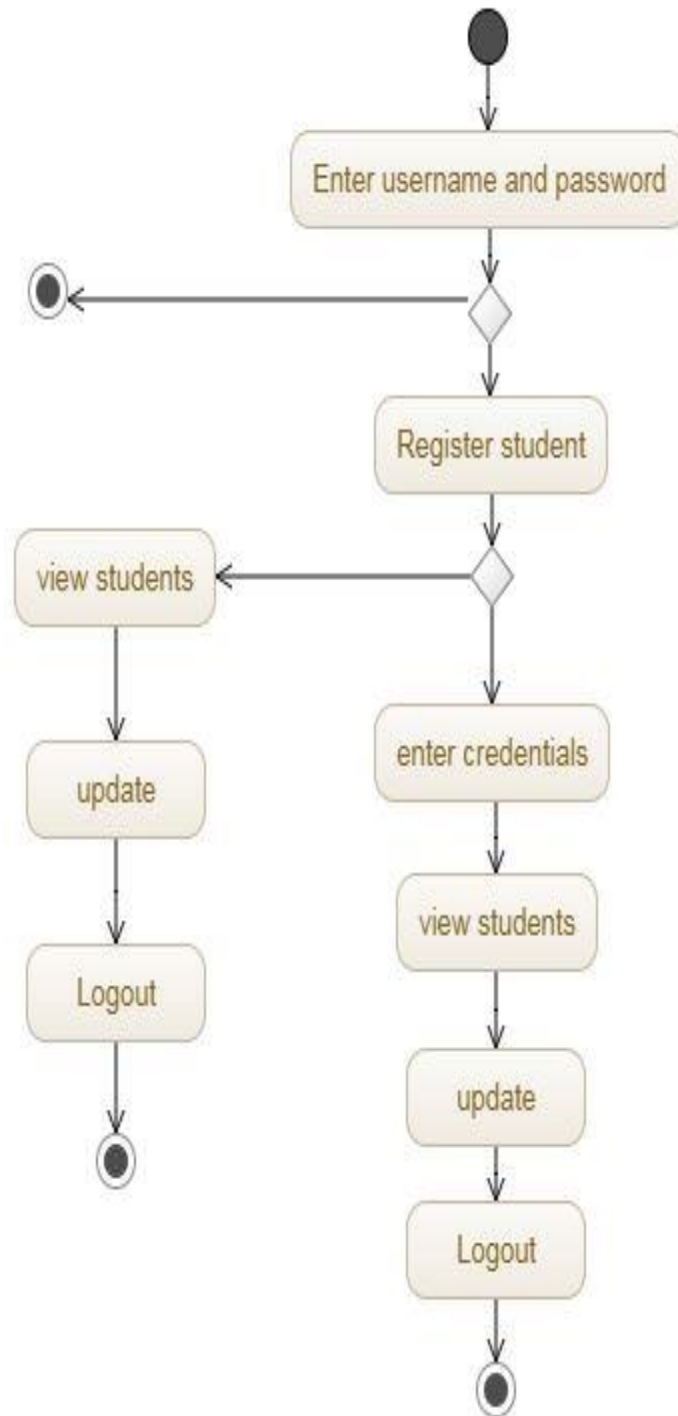 Enter username and password
Register student
view students
enter credentials
update
view students
Logout
update
Logout